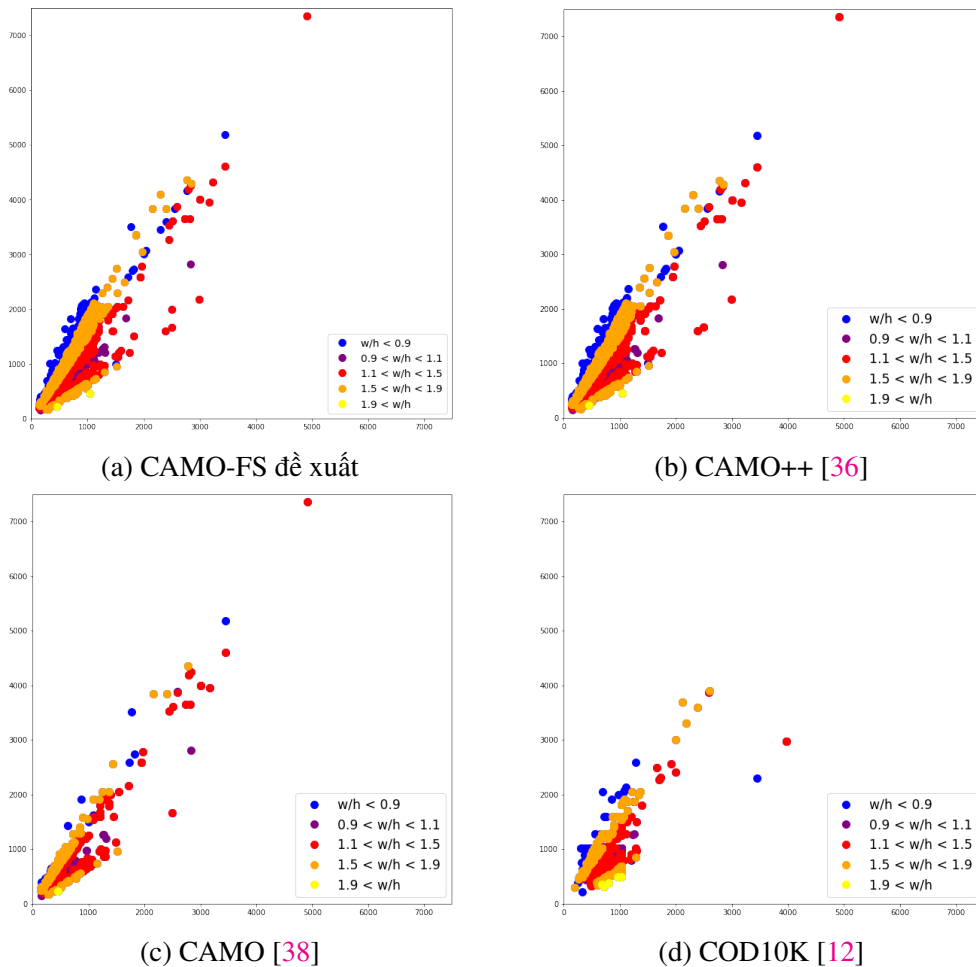 7000
6000
5000
4000
3000
2000
1000
0
0 1000 2000 3000 4000 5000 6000 7000
w/h < 0.9
0.9 < w/h < 1.1
1.1 < w/h < 1.5
1.5 < w/h < 1.9
1.9 < w/h
(a) CAMO-FS đề xuất
7000
6000
5000
4000
3000
2000
1000
0
0 1000 2000 3000 4000 5000 6000 7000
w/h < 0.9
0.9 < w/h < 1.1
1.1 < w/h < 1.5
1.5 < w/h < 1.9
1.9 < w/h
(b) CAMO++ [36]
7000
6000
5000
4000
3000
2000
1000
0
0 1000 2000 3000 4000 5000 6000 7000
w/h < 0.9
0.9 < w/h < 1.1
1.1 < w/h < 1.5
1.5 < w/h < 1.9
1.9 < w/h
(c) CAMO [38]
7000
6000
5000
4000
3000
2000
1000
0
0 1000 2000 3000 4000 5000 6000 7000
w/h < 0.9
0.9 < w/h < 1.1
1.1 < w/h < 1.5
1.5 < w/h < 1.9
1.9 < w/h
(d) COD10K [12]